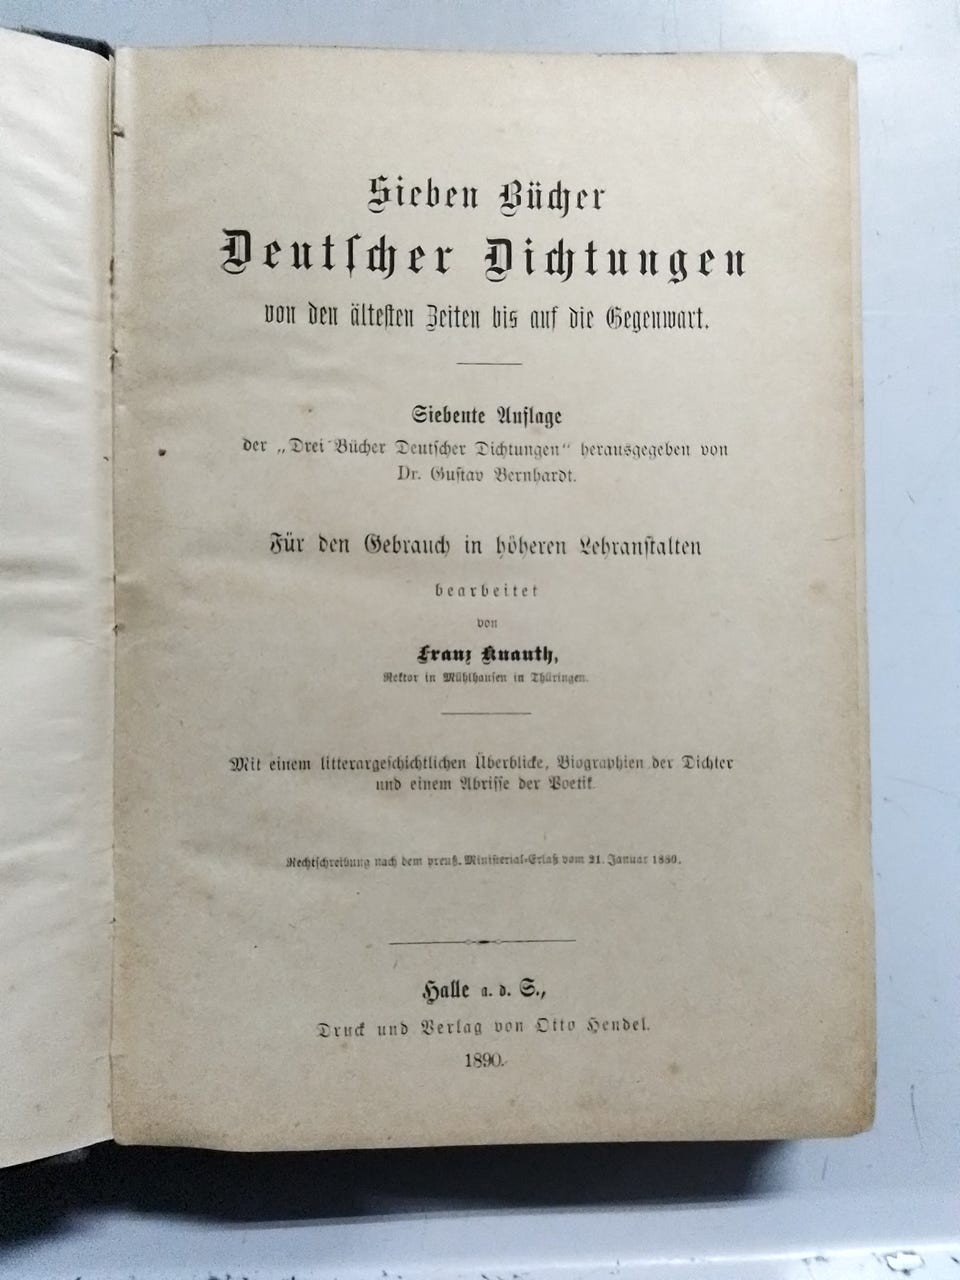 Sieben Bücher
Deutscher Dichtungen
von den ältesten Zeiten bis auf die Gegenwart.
Siebente Auflage
der „Drei Bücher Deutscher Dichtungen“ herausgegeben von
Dr. Gustav Bernhardt.
Für den Gebrauch in höheren Lehranstalten
bearbeitet
von
Franz Knauth,
Rektor in Mühlhausen in Thüringen.
Mit einem litterargeschichtlichen Überblicke, Biographien der Dichter
und einem Abrisse der Poetik.
Rechtschreibung nach dem preuß. Ministerial-Erlaß vom 21. Januar 1880.
Halle a. d. S.,
Druck und Verlag von Otto Hendel.
1890.